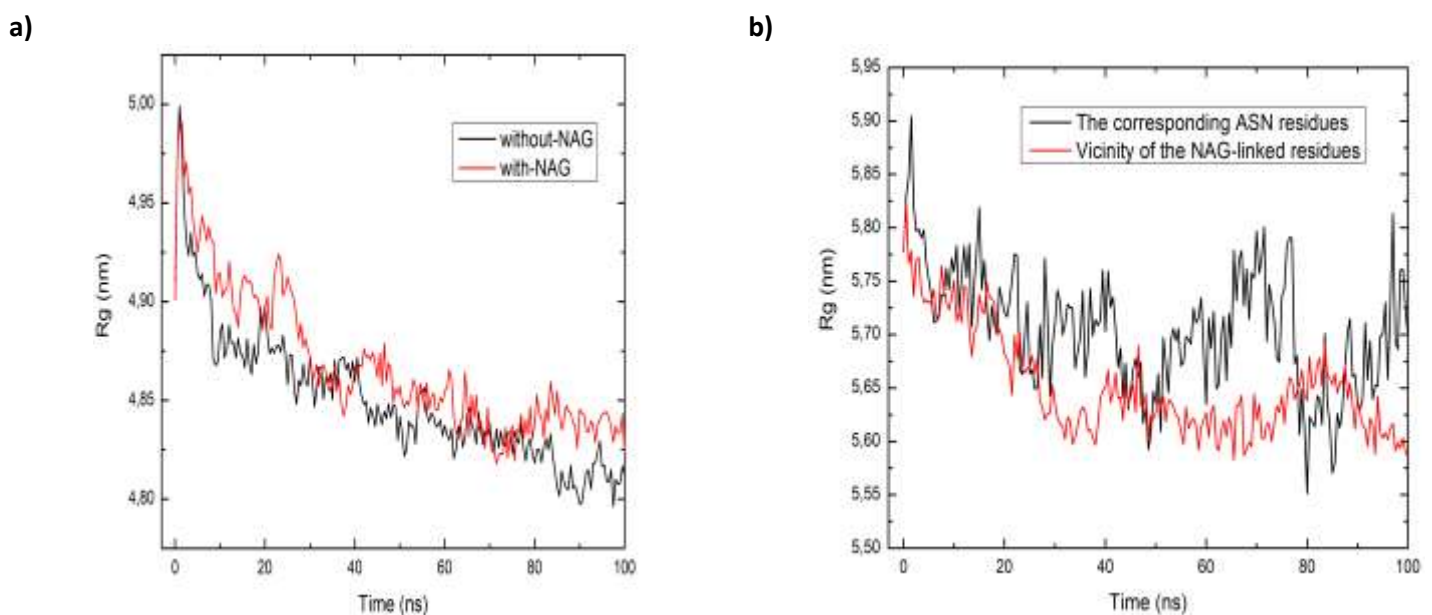 a)
5,00
4,95
4,90
4,85
4,80
Rg (nm)
0 20 40 60 80 100
Time (ns)
without-NAG
with-NAG
b)
5,95
5,90
5,85
5,80
5,75
5,70
5,65
5,60
5,55
5,50
Rg (nm)
0 20 40 60 80 100
Time (ns)
The corresponding ASN residues
Vicinity of the NAG-linked residues